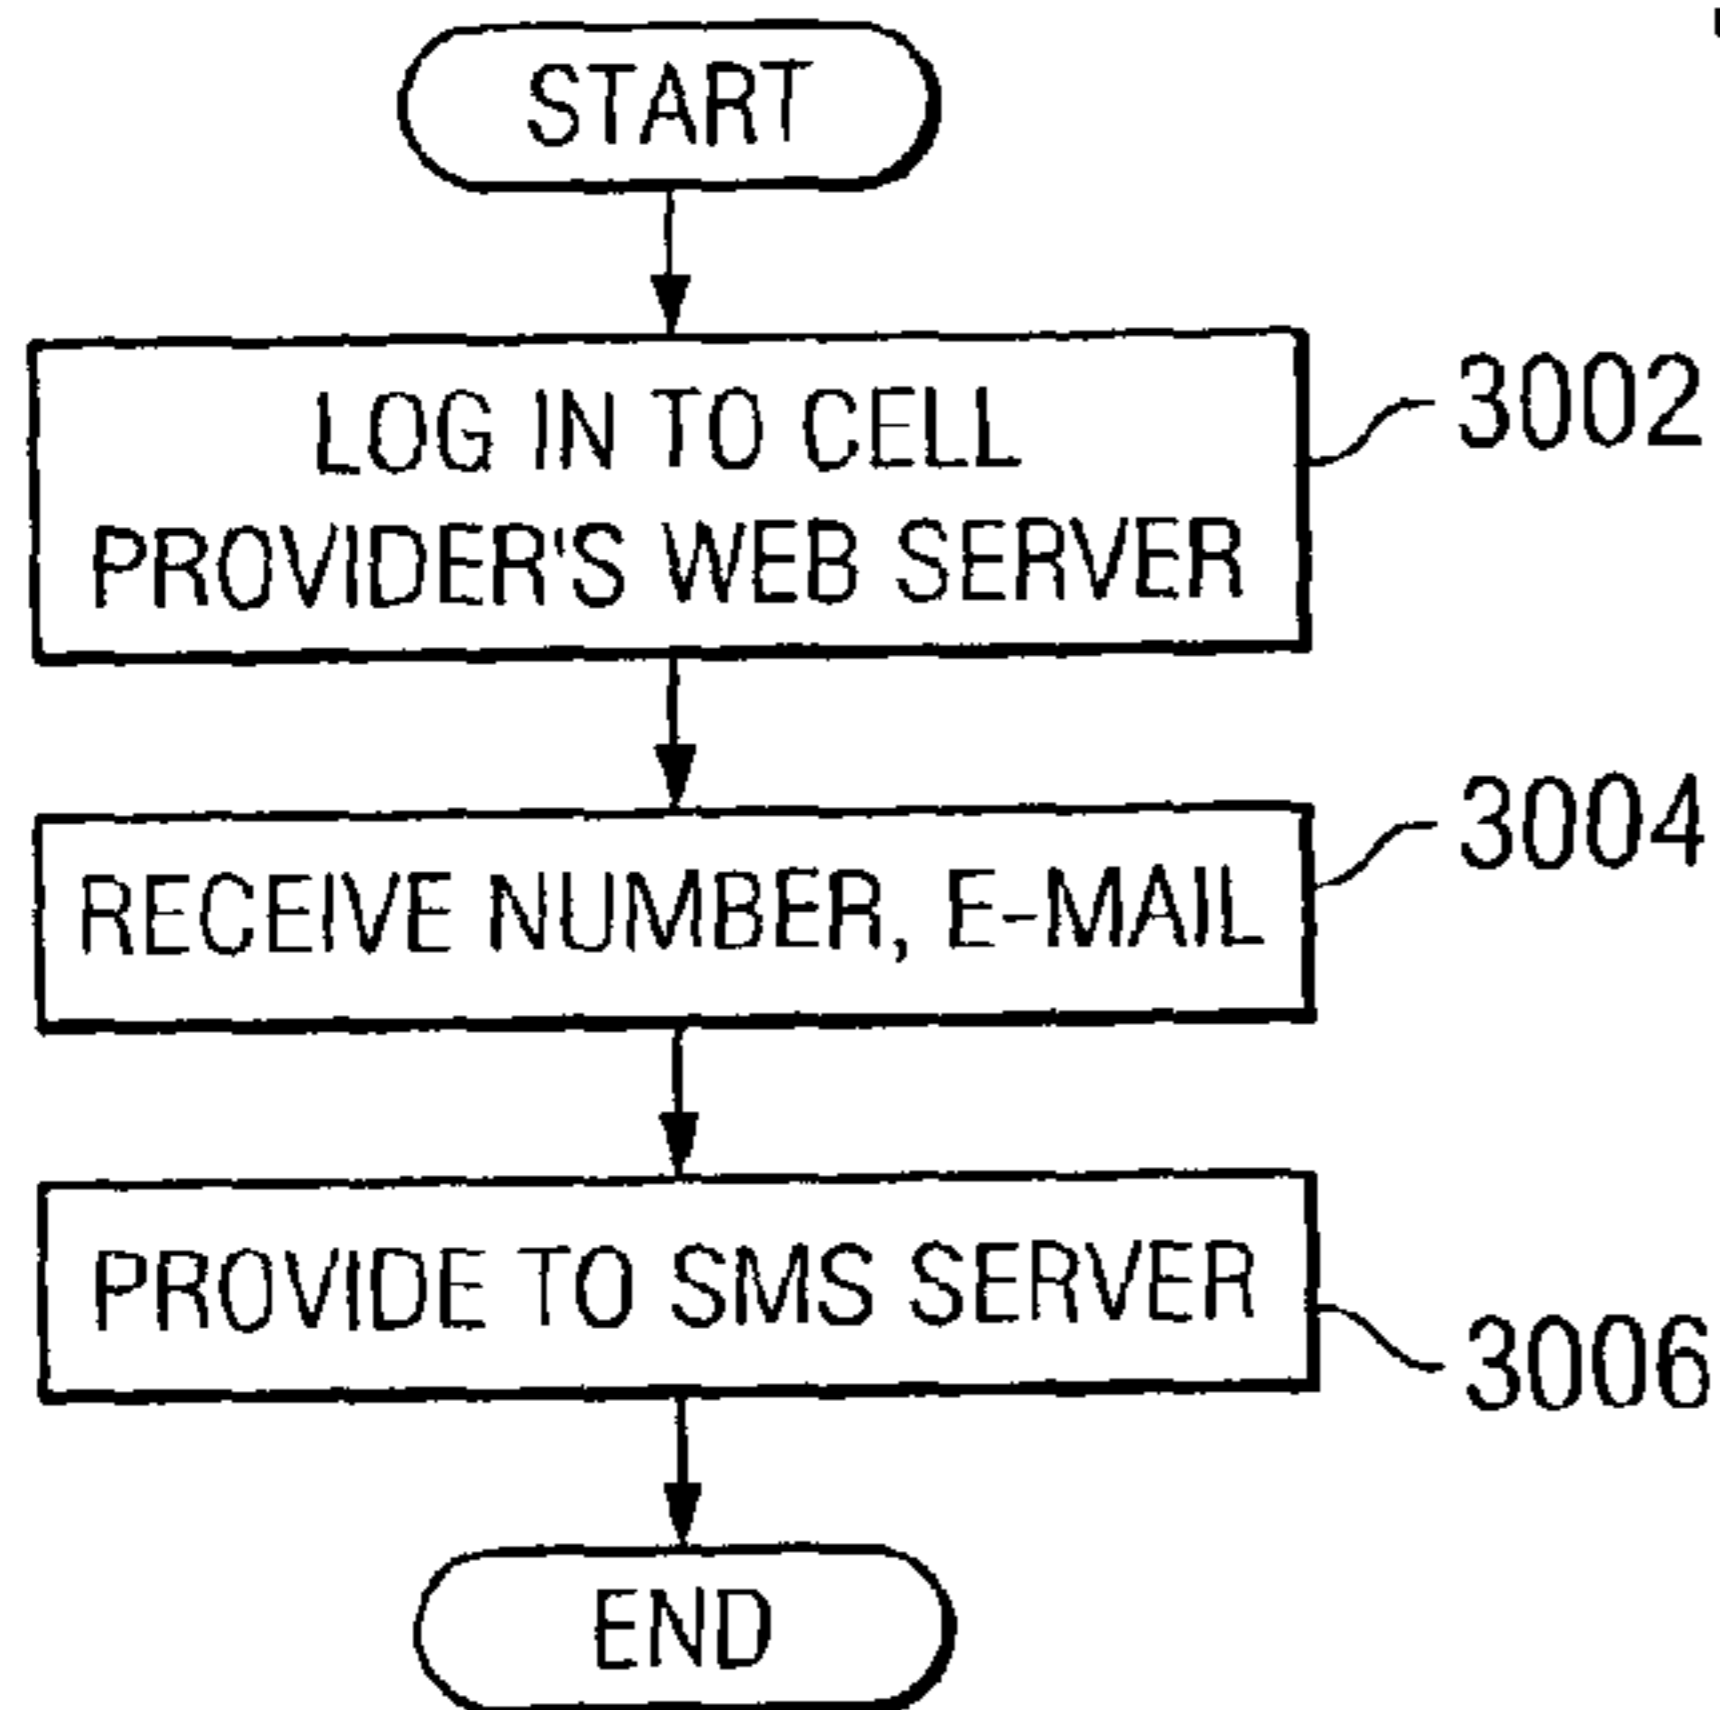 START
LOG IN TO CELL
PROVIDER'S WEB SERVER
3002
RECEIVE NUMBER, E-MAIL
3004
PROVIDE TO SMS SERVER
3006
END